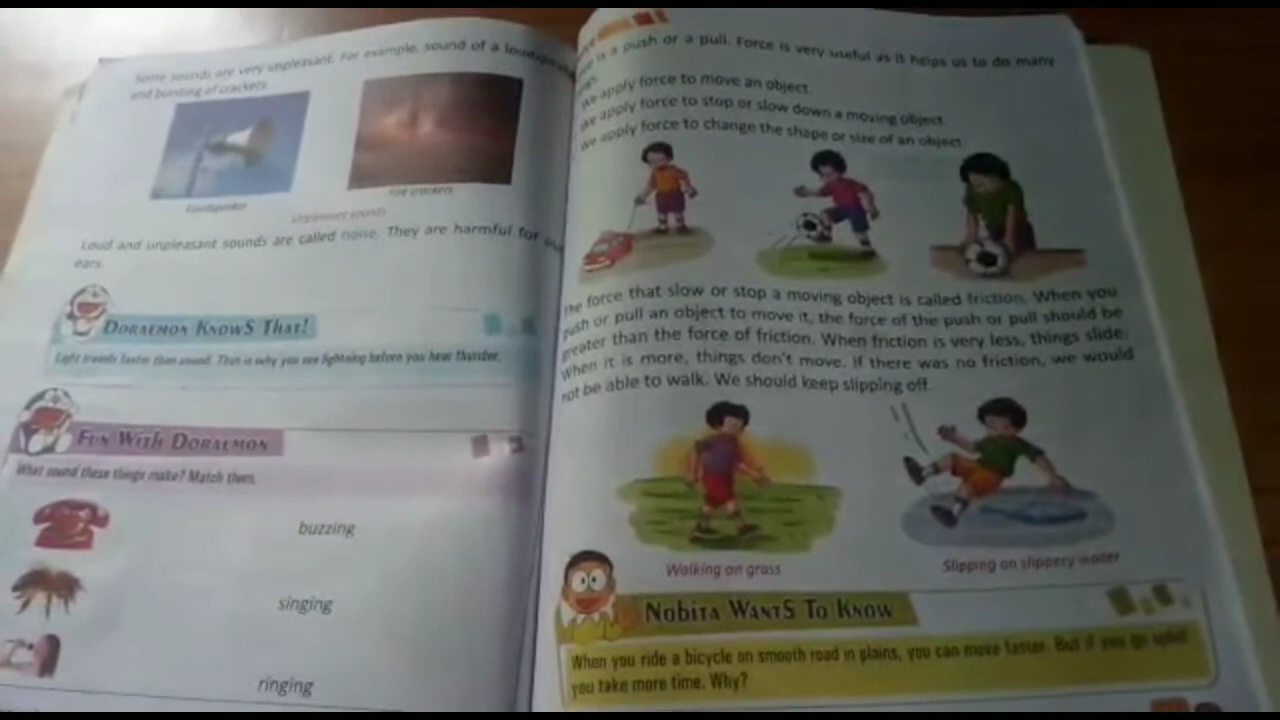 Some sounds are very unpleasant. For example, sound of a
and bursting of crackers.
Loudspeaker
Fire crackers
Unpleasant sounds
Loud and unpleasant sounds are called none. They are harmful for
ears.
DORAEMON KNOWS THAT!
Light travels faster than sound. Thus is why you see lightning before you hear thunder.
FUN WITH DORAEMON
What sound these things make? Match them.
buzzing
singing
ringing
is a push or a pull. Force is very useful as it helps us to do many
We apply force to move an object.
We apply force to stop or slow down a moving object.
We apply force to change the shape or size of an object.
The force that slow or stop a moving object is called friction. When you
push or pull an object to move it, the force of the push or pull should be
greater than the force of friction. When friction is very less, things slide.
When it is more, things don't move. If there was no friction, we would
not be able to walk. We should keep slipping off.
Walking on grass
Slipping on slippery water
NOBITA WANTS TO KNOW
When you ride a bicycle on smooth road in plains, you can move faster. But if you go uphill
you take more time. Why?